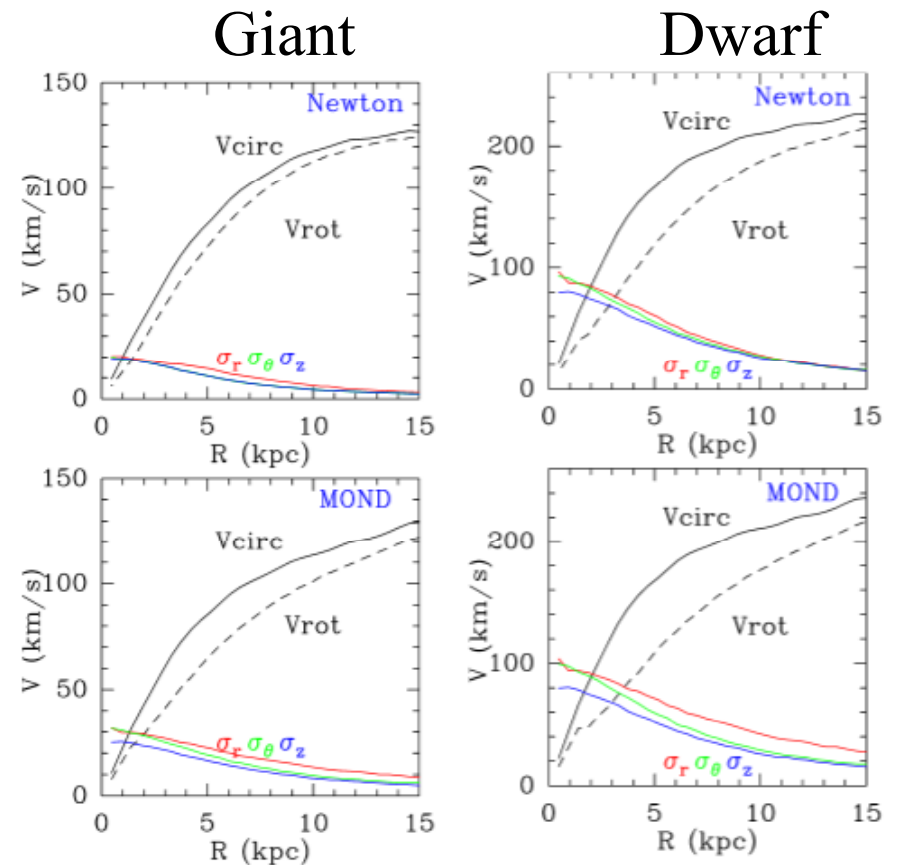 Giant
Dwarf
150
100
50
0
V (km/s)
Newton
Vcirc
Vrot
σr σθ σz
0 5 10 15
R (kpc)
200
100
0
V (km/s)
Newton
Vcirc
Vrot
σr σθ σz
0 5 10 15
R (kpc)
150
100
50
0
V (km/s)
MOND
Vcirc
Vrot
σr σθ σz
0 5 10 15
R (kpc)
200
100
0
V (km/s)
MOND
Vcirc
Vrot
σr σθ σz
0 5 10 15
R (kpc)